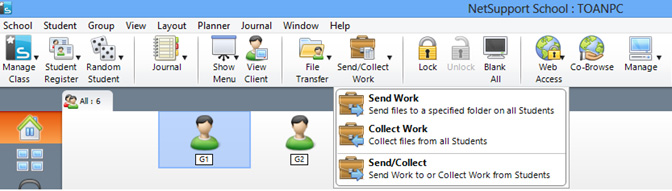 NetSupport School : TOANPC
School Student Group View Layout Planner Journal Window Help
Manage Class
Student Register
Random Student
Journal
Show Menu
View Client
File Transfer
Send/Collect Work
Lock
Unlock
Blank All
Web Access
Co-Browse
Manage
All : 6
Send Work
Send files to a specified folder on all Students
Collect Work
Collect files from all Students
Send/Collect
Send Work to or Collect Work from Students
G1
G2